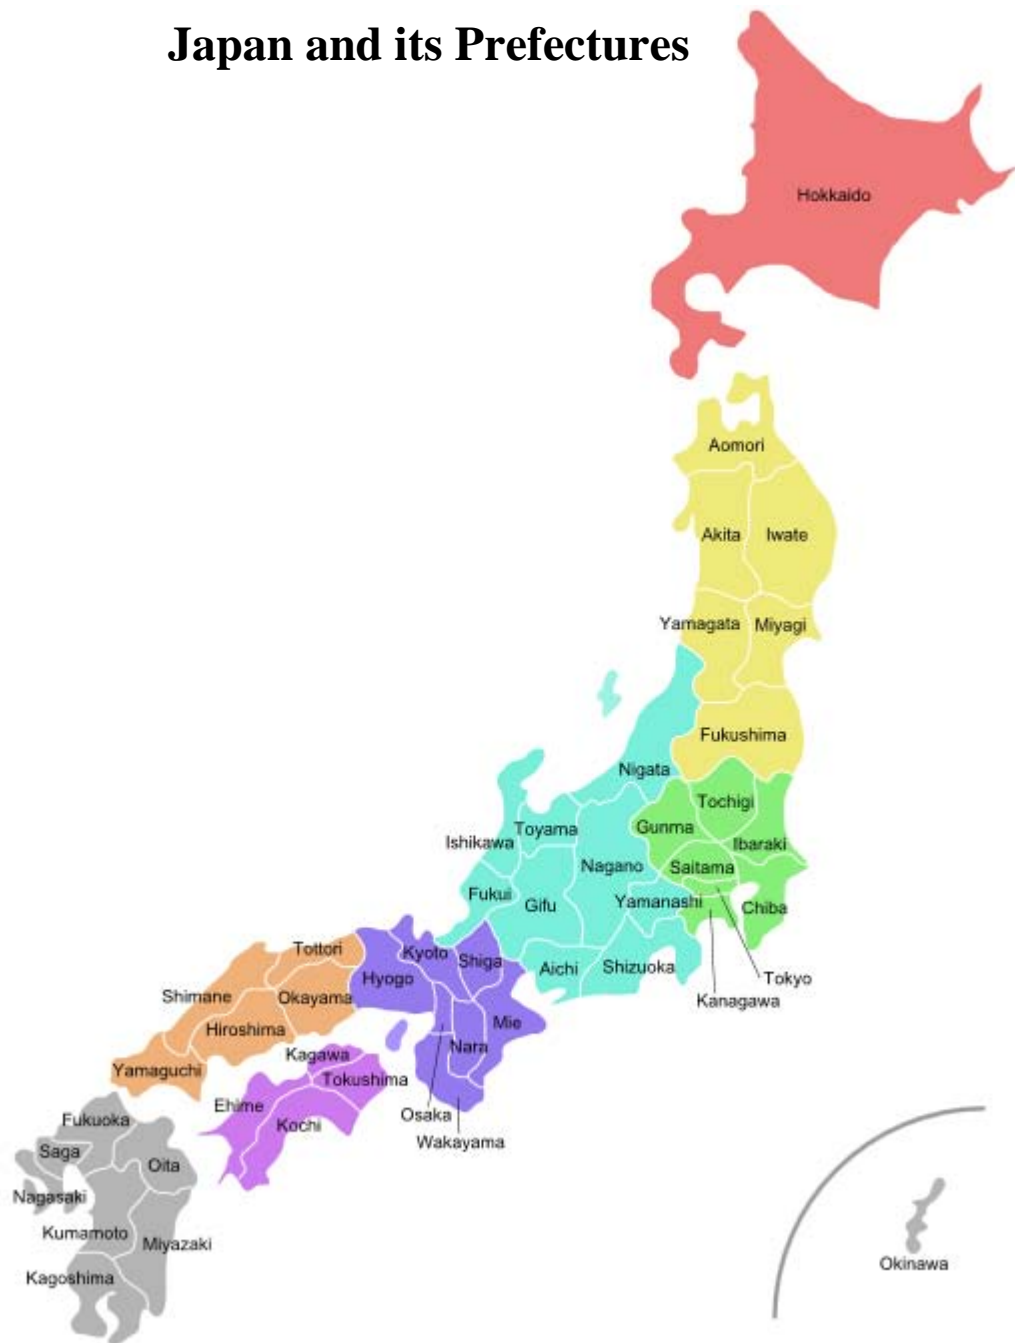 Japan and its Prefectures
Hokkaido
Aomori
Akita
Iwate
Yamagata
Miyagi
Fukushima
Nigata
Tochigi
Gunma
Toyama
Ishikawa
Ibaraki
Nagano
Saitama
Fukui
Yamanashi
Gifu
Chiba
Tottori
Kyoto
Shiga
Aichi
Shizuoka
Hyogo
Tokyo
Shimane
Okayama
Kanagawa
Hiroshima
Mie
Nara
Kagawa
Yamaguchi
Tokushima
Ehime
Osaka
Fukuoka
Kochi
Wakayama
Saga
Oita
Nagasaki
Kumamoto
Miyazaki
Okinawa
Kagoshima